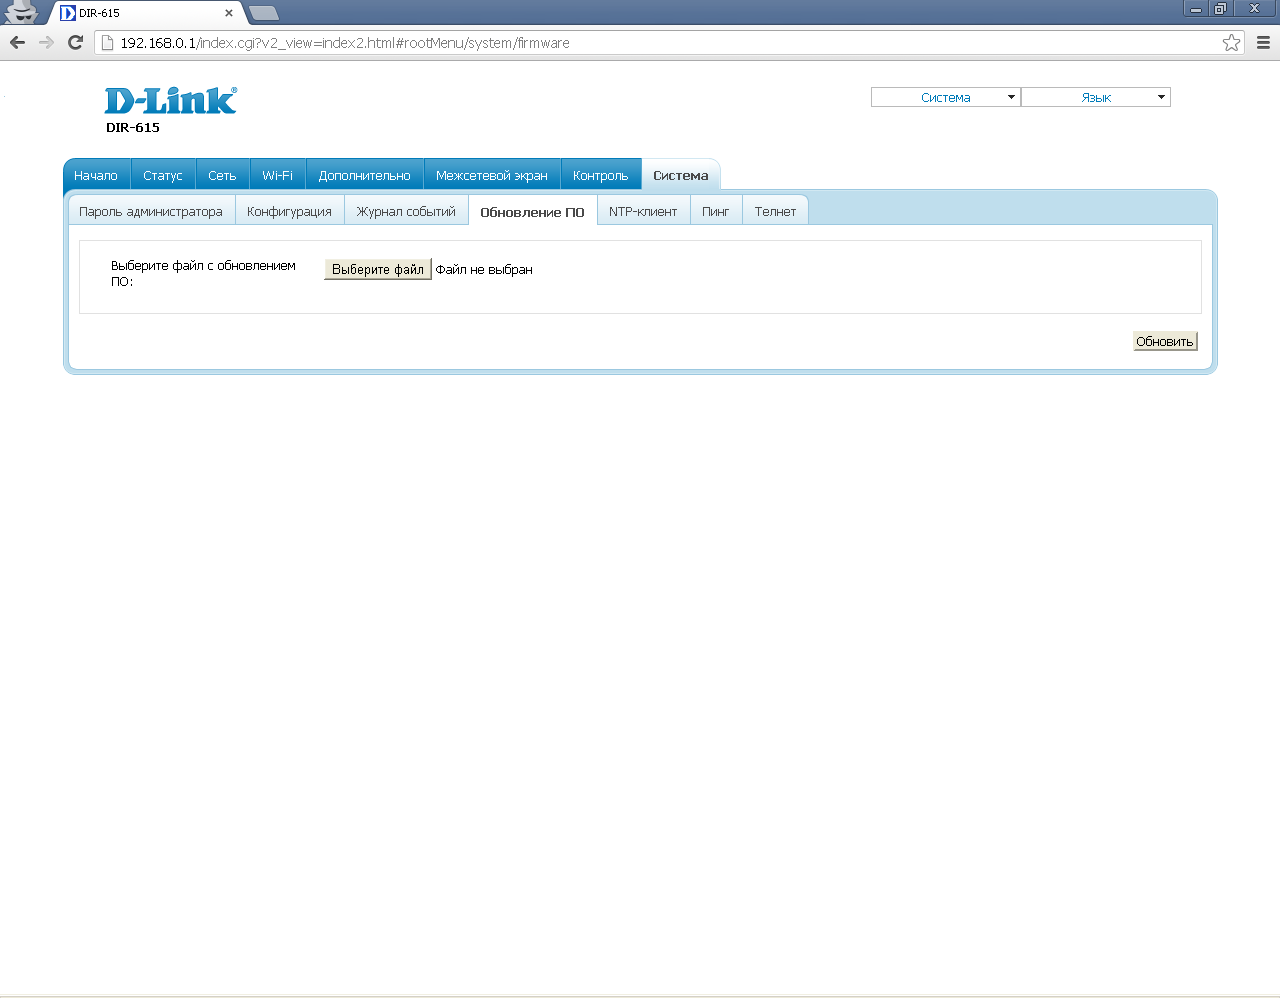 DIR-615
192.168.0.1/index.cgi?v2_view=index2.html#rootMenu/system/firmware
D-Link®
DIR-615
Система Язык
Начало Статус Сеть Wi-Fi Дополнительно Межсетевой экран Контроль Система
Пароль администратора Конфигурация Журнал событий Обновление ПО NTP-клиент Пинг Телнет
Выберите файл с обновлением
ПО:
Выберите файл Файл не выбран
Обновить